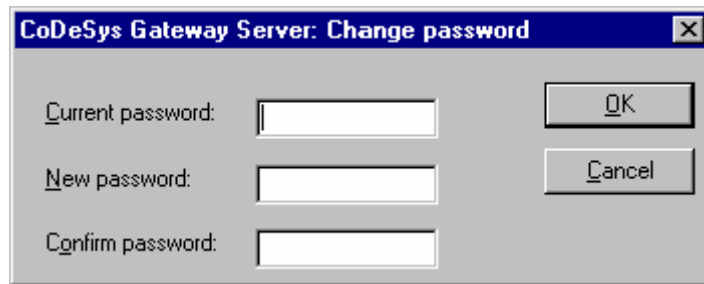 CoDeSys Gateway Server: Change password
Current password:
OK
New password:
Cancel
Confirm password: